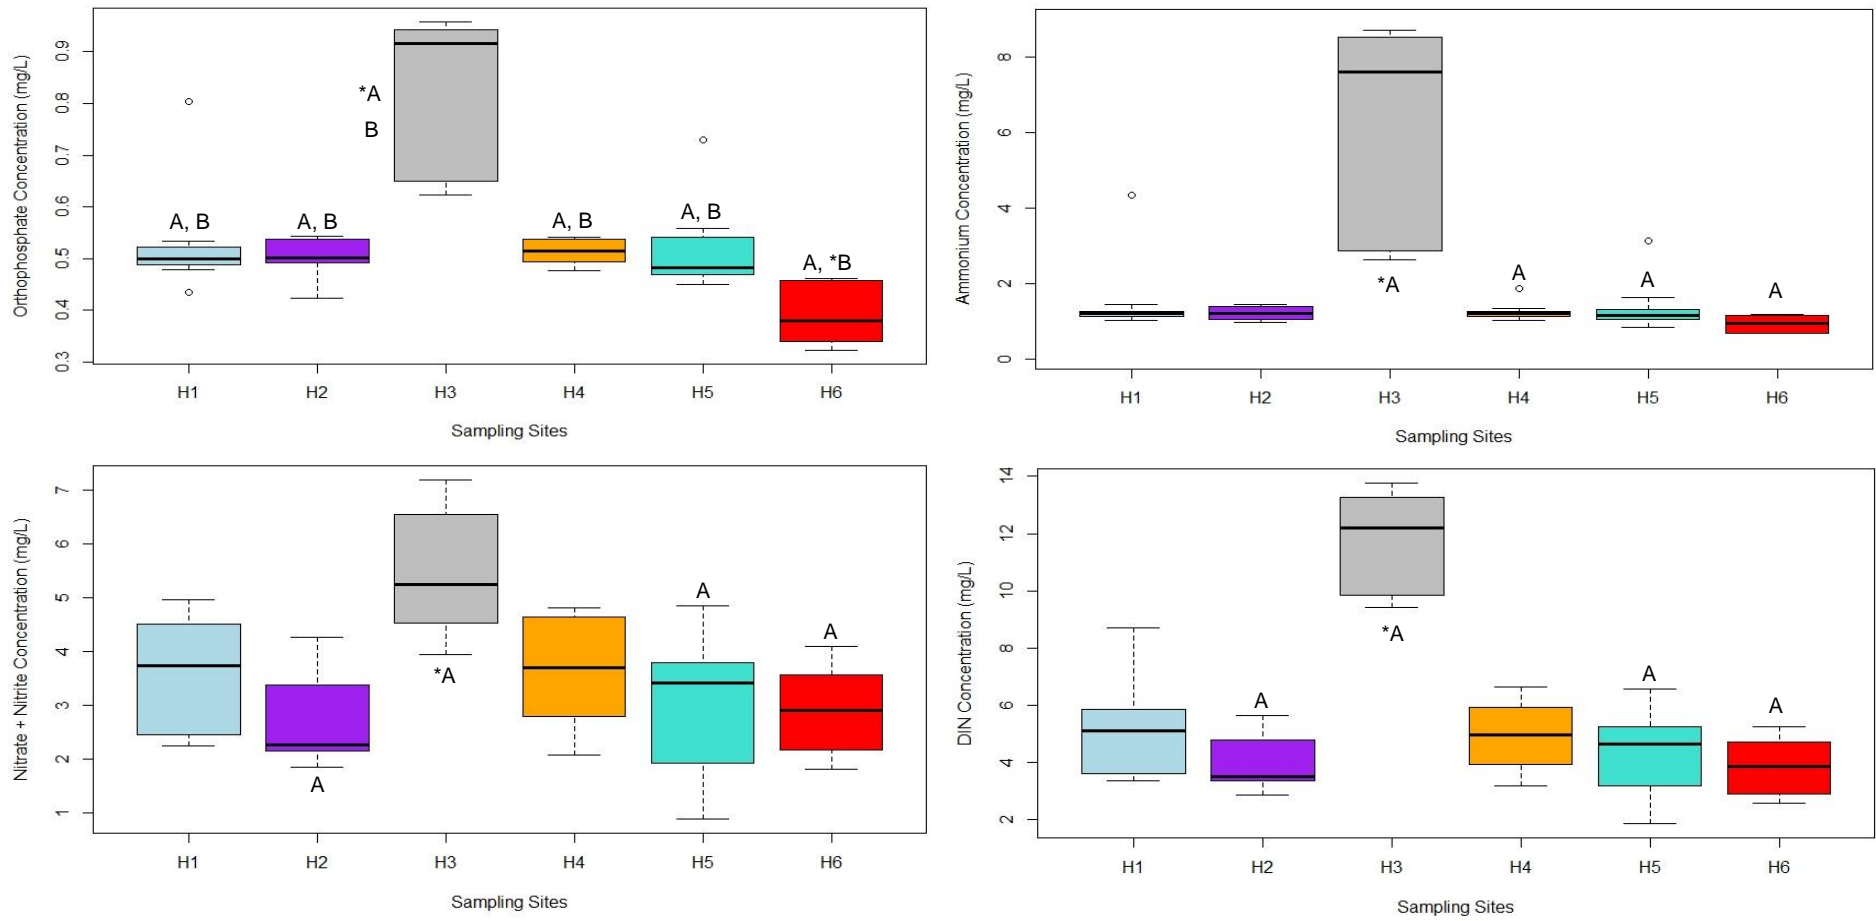 Orthophosphate Concentration (mg/L)
0.9
0.8
0.7
0.6
0.5
0.4
0.3
A, B
A, B
*A
B
A, B
A, B
A, *B
H1 H2 H3 H4 H5 H6
Sampling Sites
Ammonium Concentration (mg/L)
8
6
4
2
0
*A
A
A
A
H1 H2 H3 H4 H5 H6
Sampling Sites
Nitrate + Nitrite Concentration (mg/L)
7
6
5
4
3
2
1
A
*A
A
A
H1 H2 H3 H4 H5 H6
Sampling Sites
DIN Concentration (mg/L)
14
12
10
8
6
4
2
A
*A
A
A
H1 H2 H3 H4 H5 H6
Sampling Sites